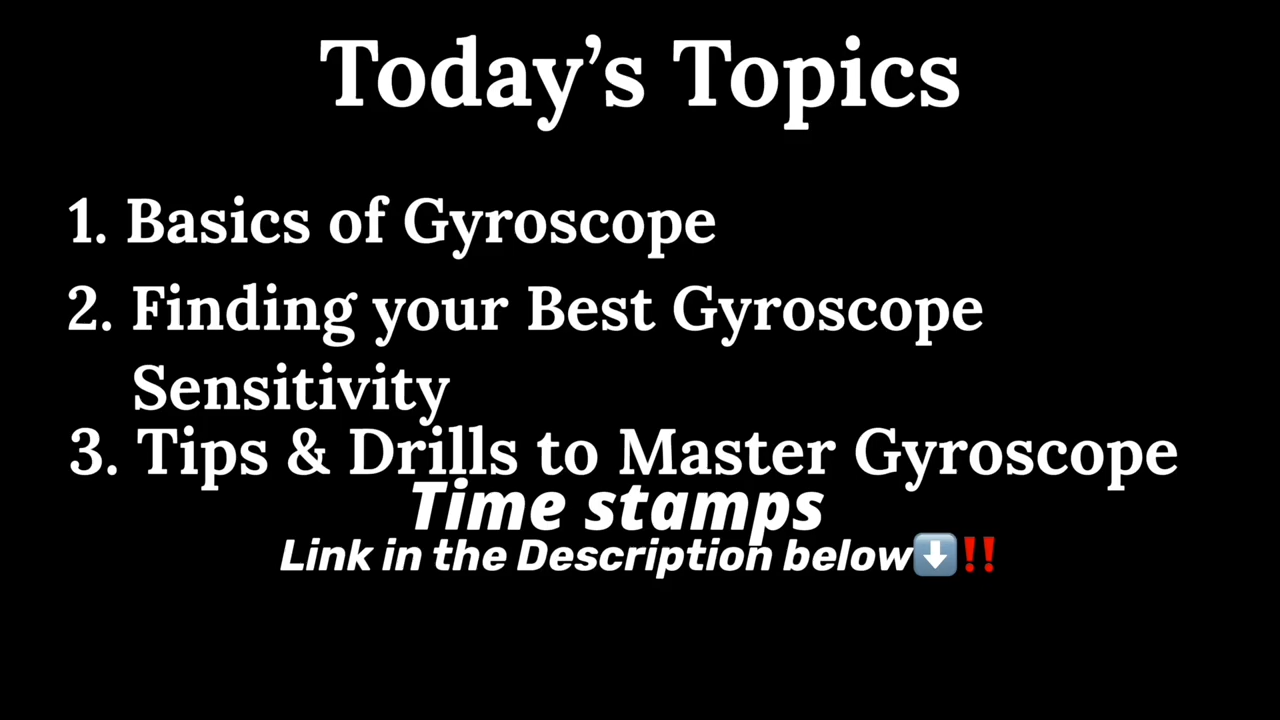 Today’s Topics
1. Basics of Gyroscope
2. Finding your Best Gyroscope
Sensitivity
3. Tips & Drills to Master Gyroscope
Time stamps
Link in the Description below⬇️‼️